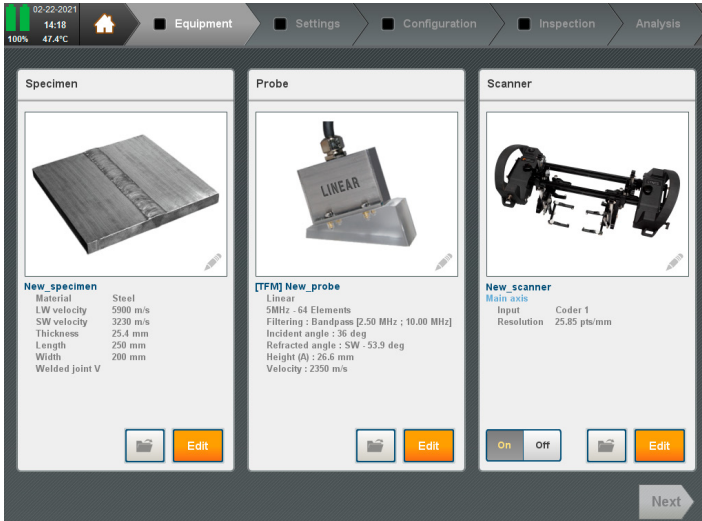 02-22-2021
14:18
100% 47.4°C
Equipment
Settings
Configuration
Inspection
Analysis
Specimen
Probe
Scanner
LINEAR
New_specimen
Material Steel
LW velocity 5900 m/s
SW velocity 3230 m/s
Thickness 25.4 mm
Length 250 mm
Width 200 mm
Welded joint V
[TFM] New_probe
Linear
5MHz - 64 Elements
Filtering : Bandpass [2.50 MHz ; 10.00 MHz]
Incident angle : 36 deg
Refracted angle : SW - 53.9 deg
Height (A) : 26.6 mm
Velocity : 2350 m/s
New_scanner
Main axis
Input Coder 1
Resolution 25.85 pts/mm
Edit
Edit
On Off
Edit
Next